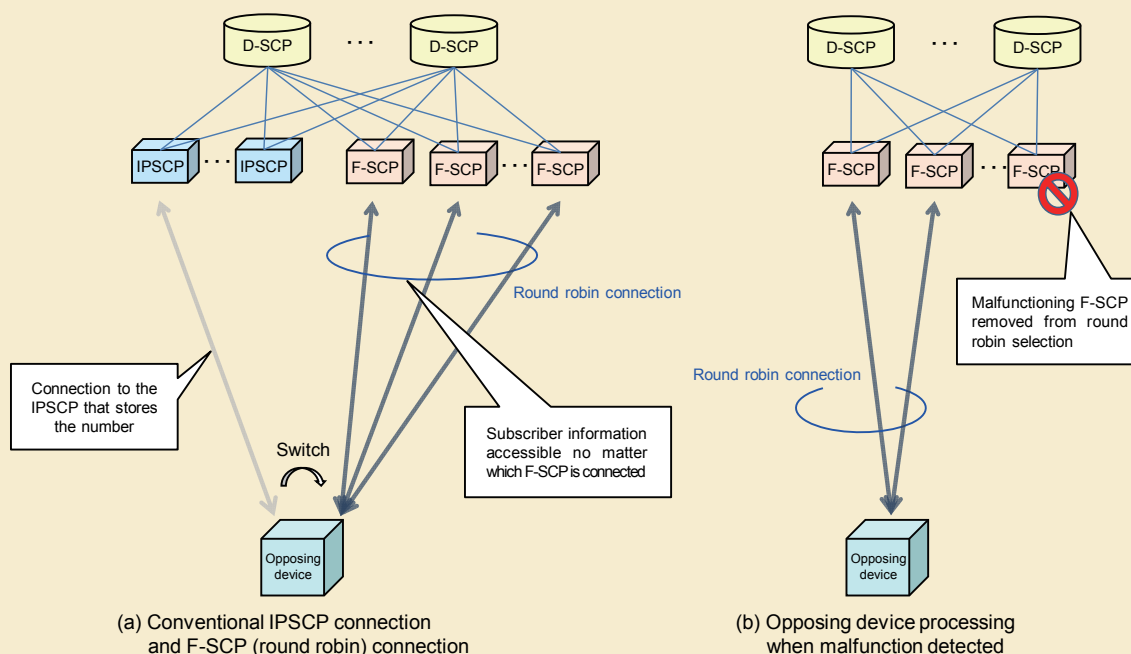 D-SCP
...
D-SCP
IPSCP
...
IPSCP
F-SCP
F-SCP
...
F-SCP
Round robin connection
Connection to the
IPSCP that stores
the number
Subscriber information
accessible no matter
which F-SCP is connected
Switch
Opposing
device
(a) Conventional IPSCP connection
and F-SCP (round robin) connection
D-SCP
...
D-SCP
F-SCP
F-SCP
...
F-SCP
Malfunctioning F-SCP
removed from round
robin selection
Round robin connection
Opposing
device
(b) Opposing device processing
when malfunction detected